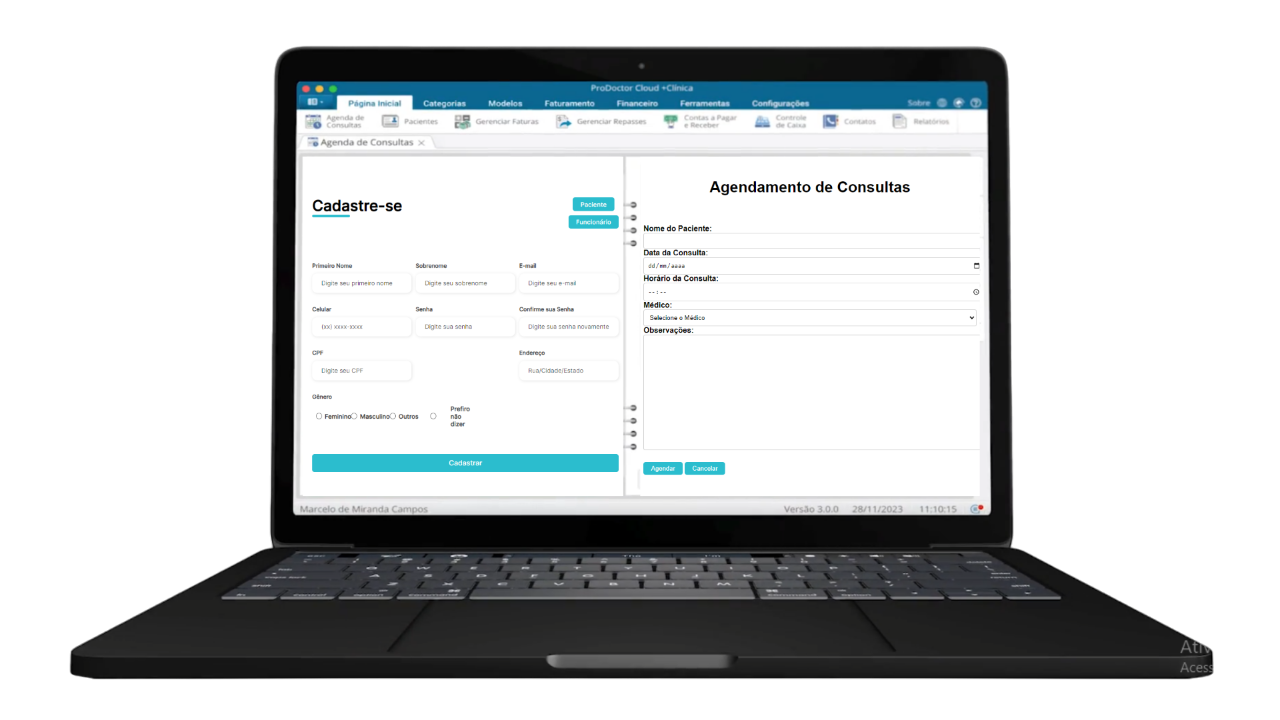 ProDoctor Cloud +Clínica
Página Inicial Categorias Modelos Faturamento Financeiro Ferramentas Configurações Sobre
Agenda de Consultas Pacientes Gerenciar Faturas Gerenciar Repasses Contas a Pagar e Receber Controle de Caixa Contatos Relatórios
Agenda de Consultas ×
Cadastre-se
Paciente
Funcionário
Primeiro Nome Sobrenome E-mail
Digite seu primeiro nome Digite seu sobrenome Digite seu e-mail
Celular Senha Confirme sua Senha
(xx) xxxx-xxxx Digite sua senha Digite sua senha novamente
CPF Endereço
Digite seu CPF Rua/Cidade/Estado
Gênero
Feminino Masculino Outros Prefiro não dizer
Cadastrar
Agendamento de Consultas
Nome do Paciente:
Data da Consulta:
dd/mm/aaaa
Horário da Consulta:
--:--
Médico:
Selecione o Médico
Observações:
Agendar Cancelar
Marcelo de Miranda Campos Versão 3.0.0 28/11/2023 11:10:15